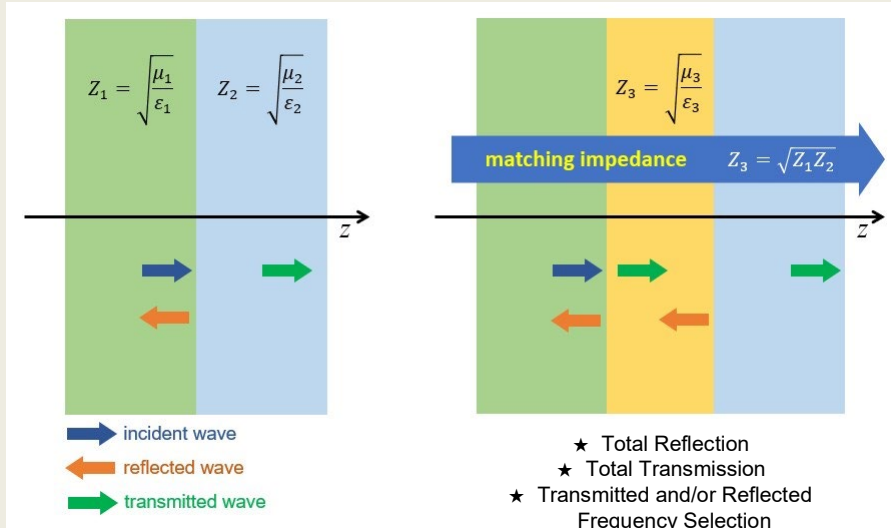 Z₁ = √(μ₁/ε₁) Z₂ = √(μ₂/ε₂)
z
incident wave
reflected wave
transmitted wave
Z₃ = √(μ₃/ε₃)
matching impedance Z₃ = √(Z₁Z₂)
z
★ Total Reflection
★ Total Transmission
★ Transmitted and/or Reflected
Frequency Selection